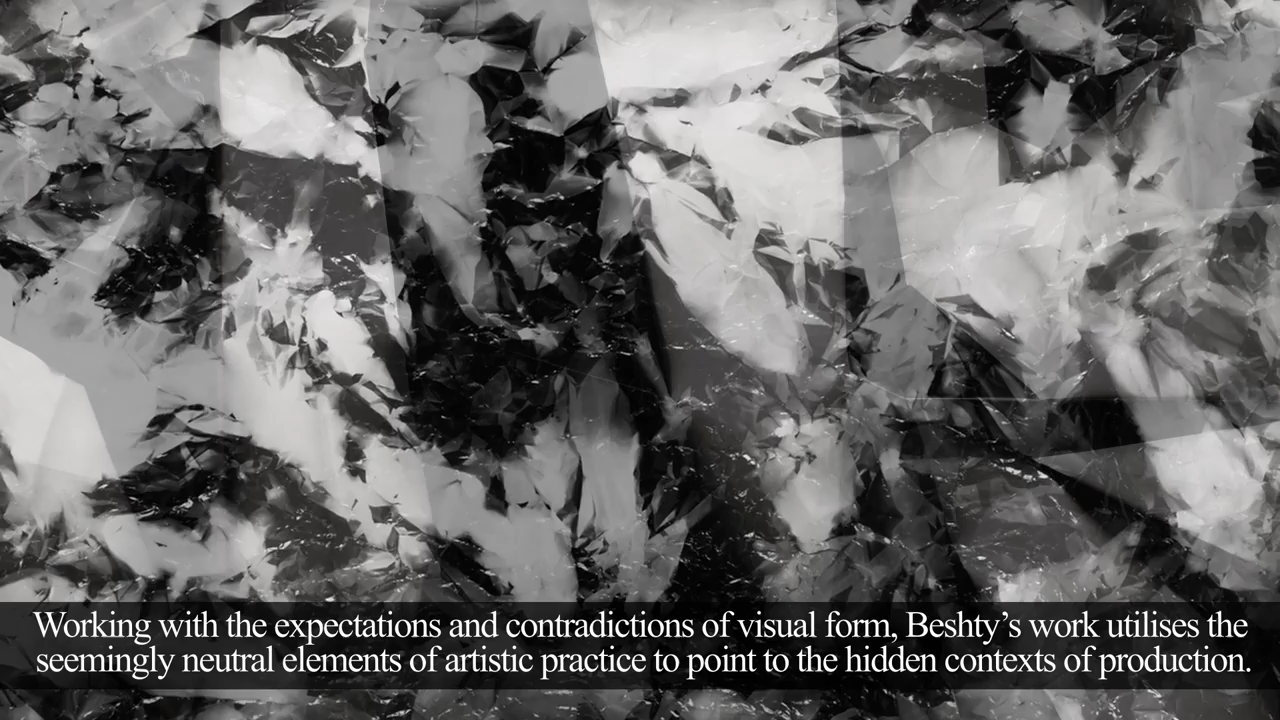 Working with the expectations and contradictions of visual form, Beshty’s work utilises the
seemingly neutral elements of artistic practice to point to the hidden contexts of production.